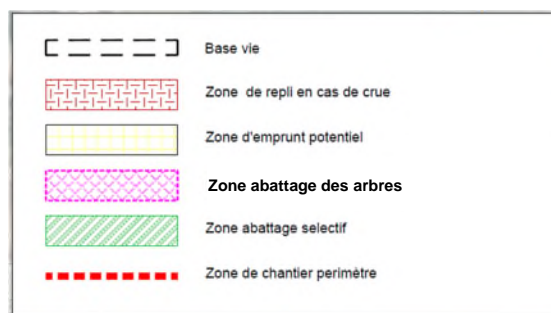 Base vie
Zone de repli en cas de crue
Zone d'emprunt potentiel
Zone abattage des arbres
Zone abattage selectif
Zone de chantier perimètre